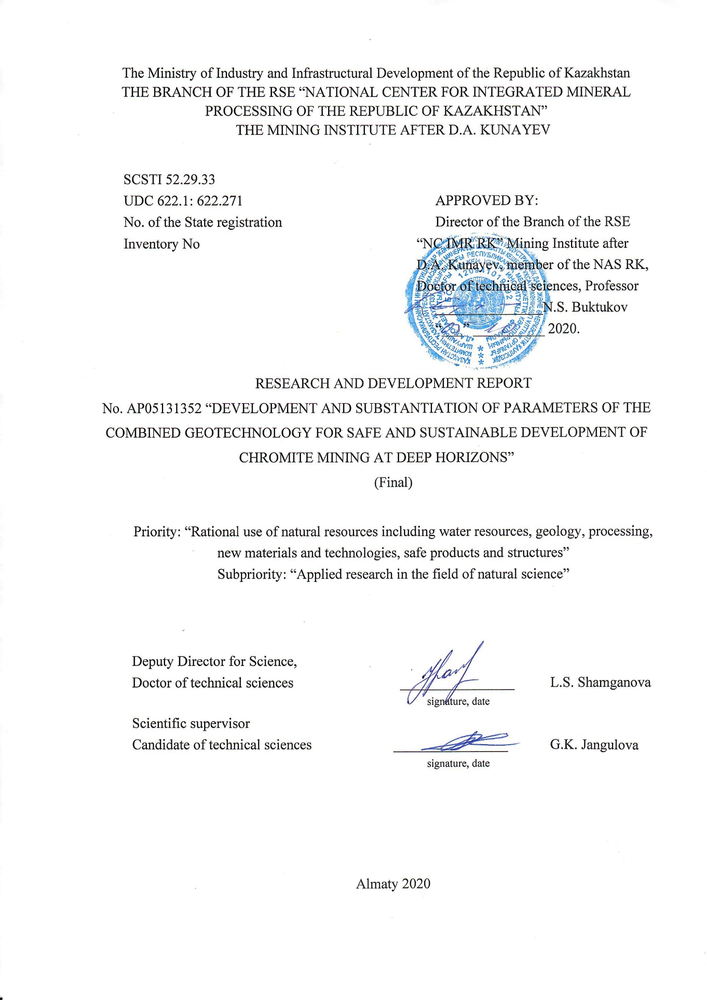 The Ministry of Industry and Infrastructural Development of the Republic of Kazakhstan
THE BRANCH OF THE RSE “NATIONAL CENTER FOR INTEGRATED MINERAL
PROCESSING OF THE REPUBLIC OF KAZAKHSTAN”
THE MINING INSTITUTE AFTER D.A. KUNAYEV
SCSTI 52.29.33
UDC 622.1: 622.271
No. of the State registration
Inventory No
APPROVED BY:
Director of the Branch of the RSE
“NC IMR RK” Mining Institute after
D.A. Kunayev, member of the NAS RK,
Doctor of technical sciences, Professor
N.S. Buktukov
2020.
RESEARCH AND DEVELOPMENT REPORT
No. AP05131352 “DEVELOPMENT AND SUBSTANTIATION OF PARAMETERS OF THE
COMBINED GEOTECHNOLOGY FOR SAFE AND SUSTAINABLE DEVELOPMENT OF
CHROMITE MINING AT DEEP HORIZONS”
(Final)
Priority: “Rational use of natural resources including water resources, geology, processing,
new materials and technologies, safe products and structures”
Subpriority: “Applied research in the field of natural science”
Deputy Director for Science,
Doctor of technical sciences
L.S. Shamganova
signature, date
Scientific supervisor
Candidate of technical sciences
G.K. Jangulova
signature, date
Almaty 2020